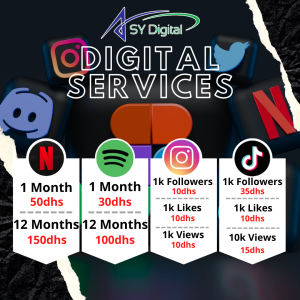 SY Digital
DIGITAL
SERVICES
1 Month
50dhs
12 Months
150dhs
1 Month
30dhs
12 Months
100dhs
1k Followers
10dhs
1k Likes
10dhs
1k Views
10dhs
1k Followers
35dhs
1k Likes
10dhs
10k Views
15dhs